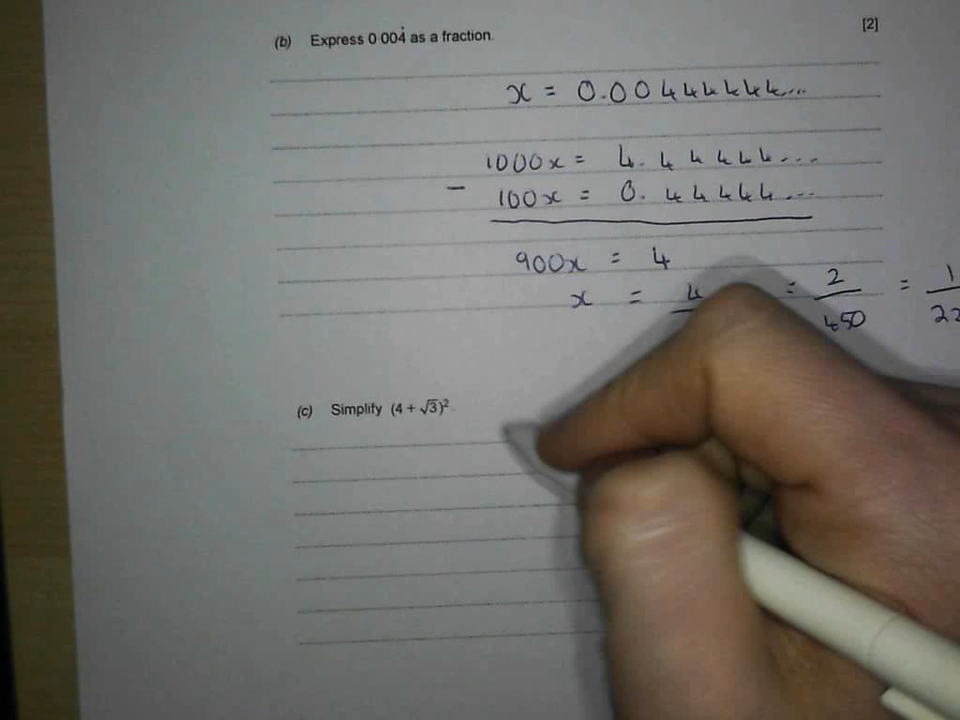 (b) Express 0.004̇ as a fraction. [2]
x = 0.00444444...
1000x = 4.44444...
− 100x = 0.44444...
900x = 4
x = 4 = 2/450 = 1/
(c) Simplify (4 + √3)²